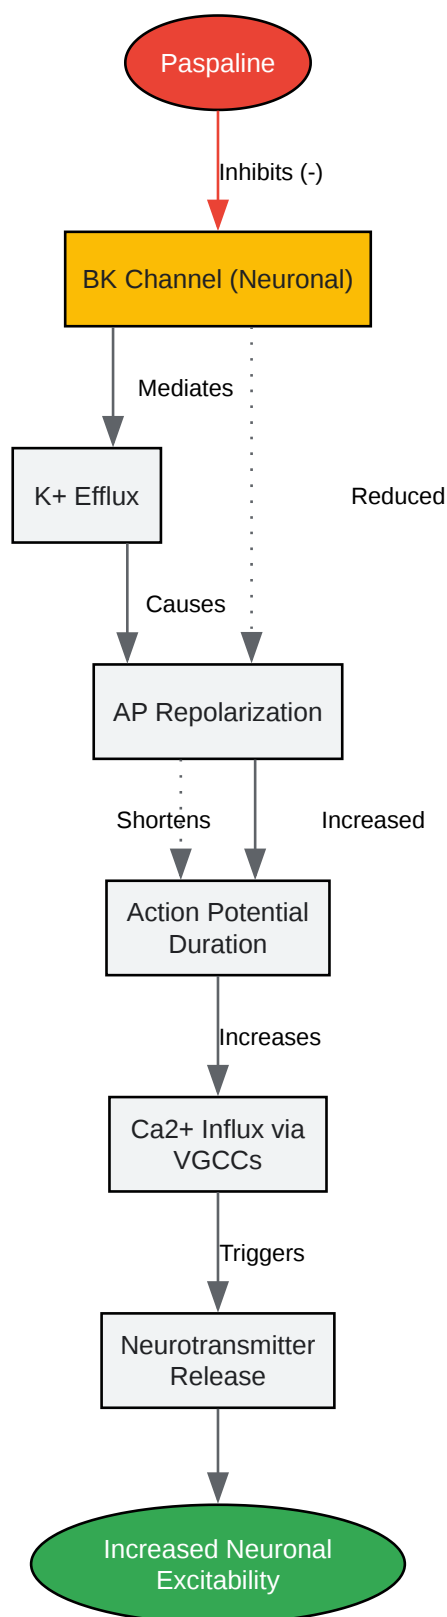 Paspaline
Inhibits (-)
BK Channel (Neuronal)
Mediates
K+ Efflux
Reduced
Causes
AP Repolarization
Shortens
Increased
Action Potential
Duration
Increases
Ca2+ Influx via
VGCCs
Triggers
Neurotransmitter
Release
Increased Neuronal
Excitability